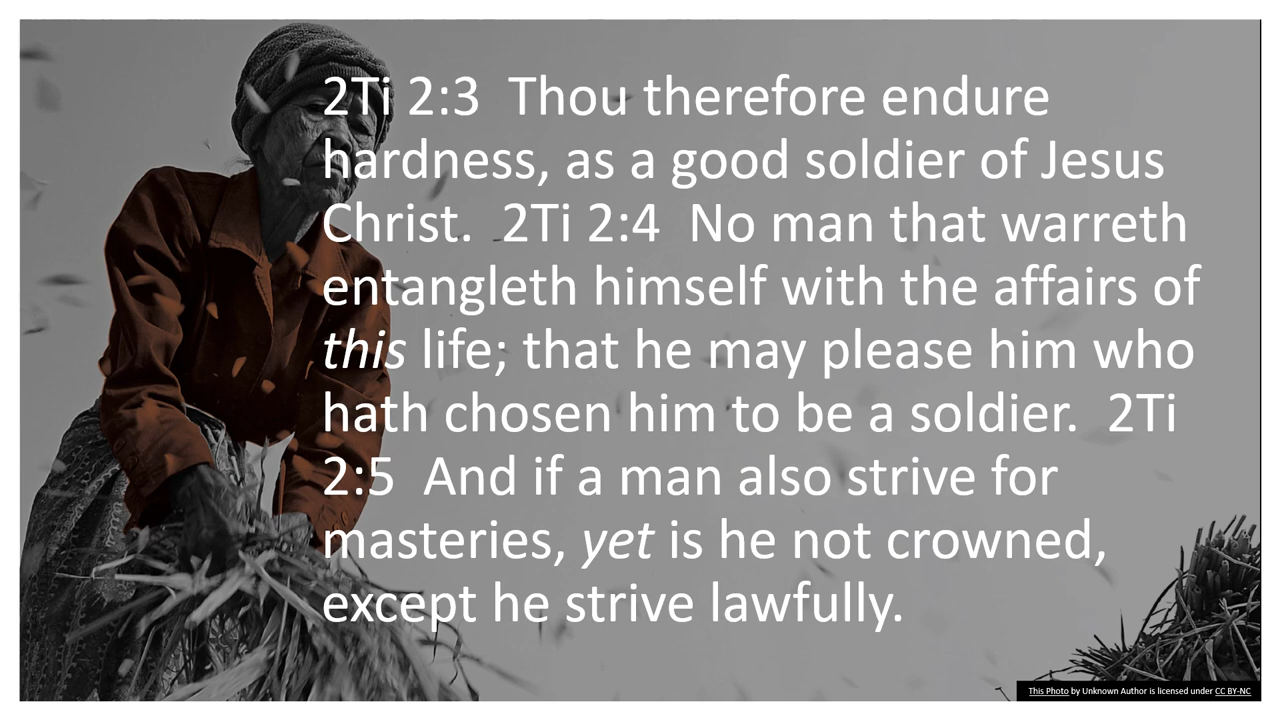 2Ti 2:3  Thou therefore endure
hardness, as a good soldier of Jesus
Christ.  2Ti 2:4  No man that warreth
entangleth himself with the affairs of
this life; that he may please him who
hath chosen him to be a soldier.  2Ti
2:5  And if a man also strive for
masteries, yet is he not crowned,
except he strive lawfully.
This Photo by Unknown Author is licensed under CC BY-NC